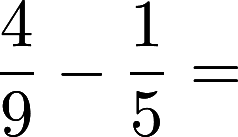 4/9 − 1/5 =